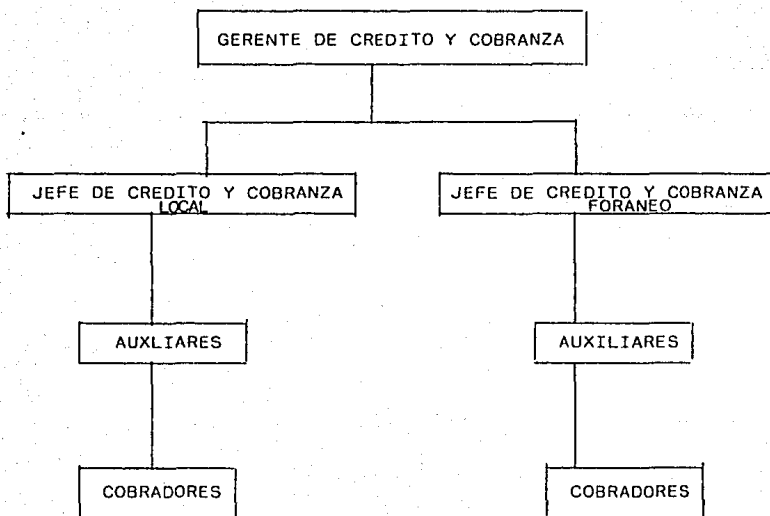 GERENTE DE CREDITO Y COBRANZA
JEFE DE CREDITO Y COBRANZA
LOCAL
JEFE DE CREDITO Y COBRANZA
FORANEO
AUXLIARES
AUXILIARES
COBRADORES
COBRADORES